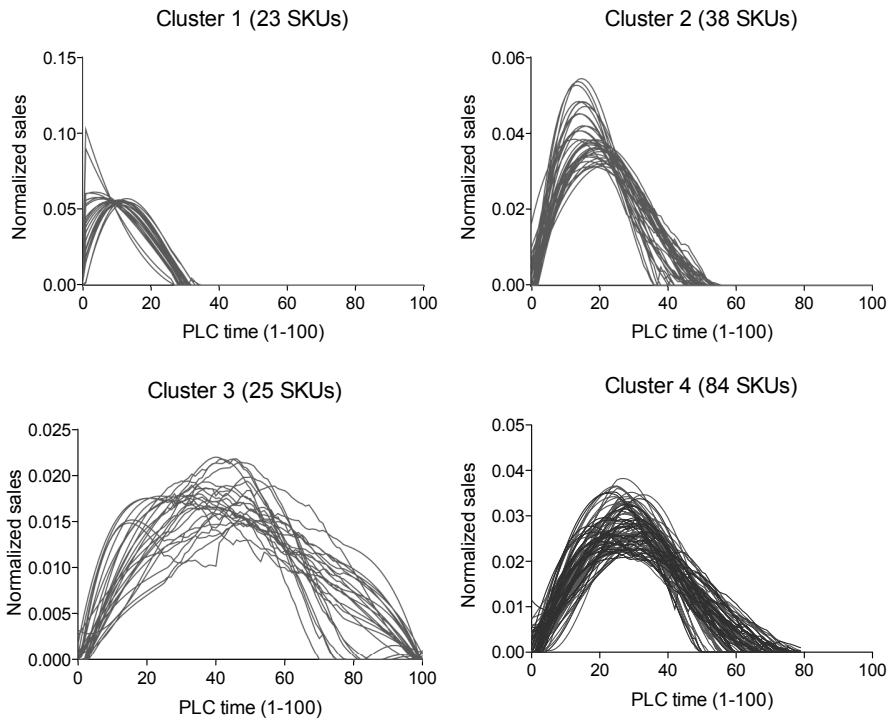 Cluster 1 (23 SKUs)
0.15
0.10
0.05
0.00
Normalized sales
0 20 40 60 80 100
PLC time (1-100)
Cluster 2 (38 SKUs)
0.06
0.04
0.02
0.00
Normalized sales
0 20 40 60 80 100
PLC time (1-100)
Cluster 3 (25 SKUs)
0.025
0.020
0.015
0.010
0.005
0.000
Normalized sales
0 20 40 60 80 100
PLC time (1-100)
Cluster 4 (84 SKUs)
0.05
0.04
0.03
0.02
0.01
0.00
Normalized sales
0 20 40 60 80 100
PLC time (1-100)